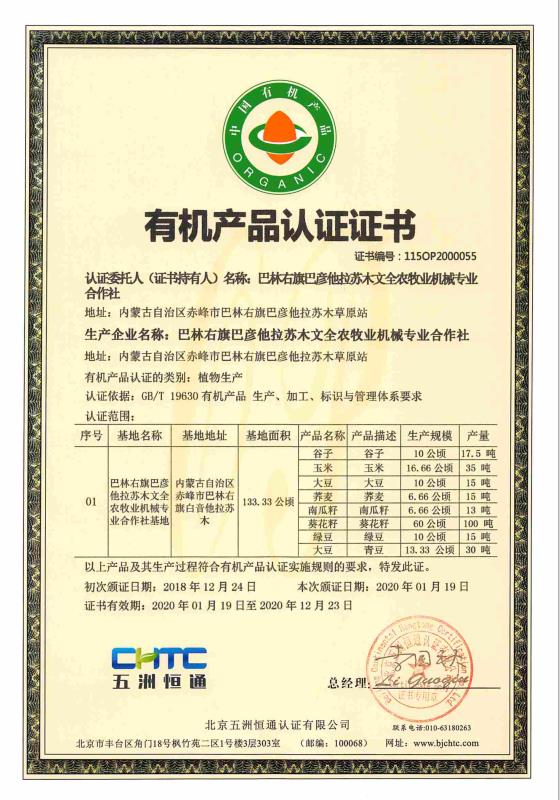 中国有机产品
ORGANIC
有机产品认证证书
证书编号：115OP2000055
认证委托人（证书持有人）名称：巴林右旗巴彦他拉苏木文全农牧业机械专业
合作社
地址：内蒙古自治区赤峰市巴林右旗巴彦他拉苏木草原站
生产企业名称：巴林右旗巴彦他拉苏木文全农牧业机械专业合作社
地址：内蒙古自治区赤峰市巴林右旗巴彦他拉苏木草原站
有机产品认证的类别：植物生产
认证依据：GB/T 19630 有机产品 生产、加工、标识与管理体系要求
认证范围：
序号 基地名称 基地地址 基地面积 产品名称 产品描述 生产规模 产量
01 巴林右旗巴彦他拉苏木文全农牧业机械专业合作社基地 内蒙古自治区赤峰市巴林右旗白音他拉苏木 133.33 公顷
谷子 谷子 10 公顷 17.5 吨
玉米 玉米 16.66 公顷 35 吨
大豆 大豆 10 公顷 15 吨
荞麦 荞麦 6.66 公顷 15 吨
南瓜籽 南瓜籽 6.66 公顷 13 吨
葵花籽 葵花籽 60 公顷 100 吨
绿豆 绿豆 10 公顷 15 吨
大豆 青豆 13.33 公顷 30 吨
以上产品及其生产过程符合有机产品认证实施规则的要求，特发此证。
初次颁证日期：2018 年 12 月 24 日 本次颁证日期：2020 年 01 月 19 日
证书有效期：2020 年 01 月 19 日至 2020 年 12 月 23 日
CHTC
五洲恒通
总经理：
Li Guoqiu
证书专用章
北京五洲恒通认证有限公司
联系电话:010-63180263
北京市丰台区角门18号枫竹苑二区1号楼3层303室 （邮编：100068） 网址：www.bjchtc.com